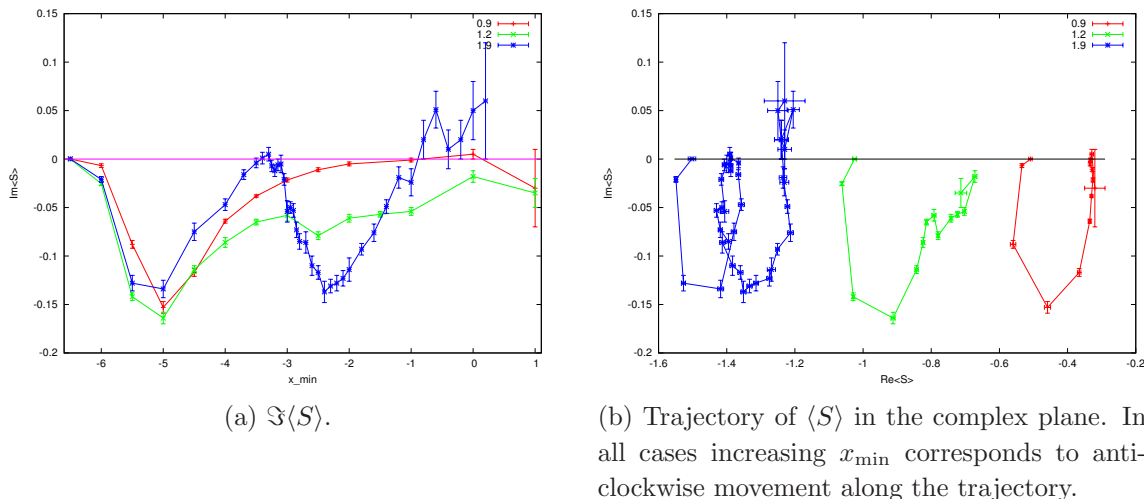 0.15
0.1
0.05
0
-0.05
-0.1
-0.15
-0.2
Im<S>
-6 -5 -4 -3 -2 -1 0 1
x_min
0.9
1.2
1.9
(a) ℑ⟨S⟩.
0.15
0.1
0.05
0
-0.05
-0.1
-0.15
-0.2
Im<S>
-1.6 -1.4 -1.2 -1 -0.8 -0.6 -0.4 -0.2
Re<S>
0.9
1.2
1.9
(b) Trajectory of ⟨S⟩ in the complex plane. In
all cases increasing x_min corresponds to anti-
clockwise movement along the trajectory.